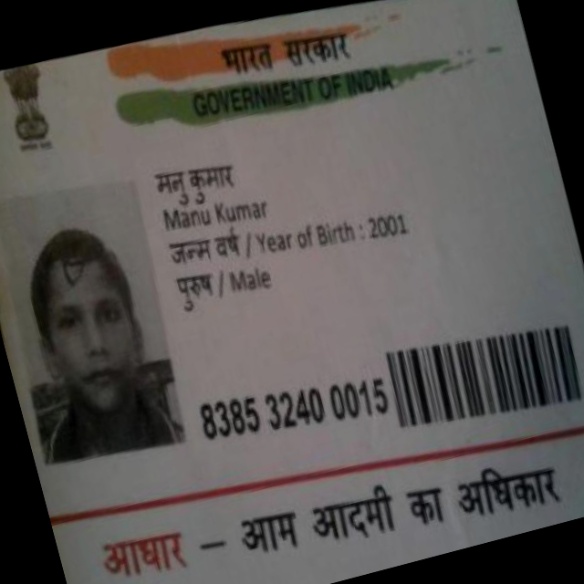 भारत सरकार
GOVERNMENT OF INDIA
मनु कुमार
Manu Kumar
जन्म वर्ष / Year of Birth : 2001
पुरुष / Male
8385 3240 0015
आधार – आम आदमी का अधिकार